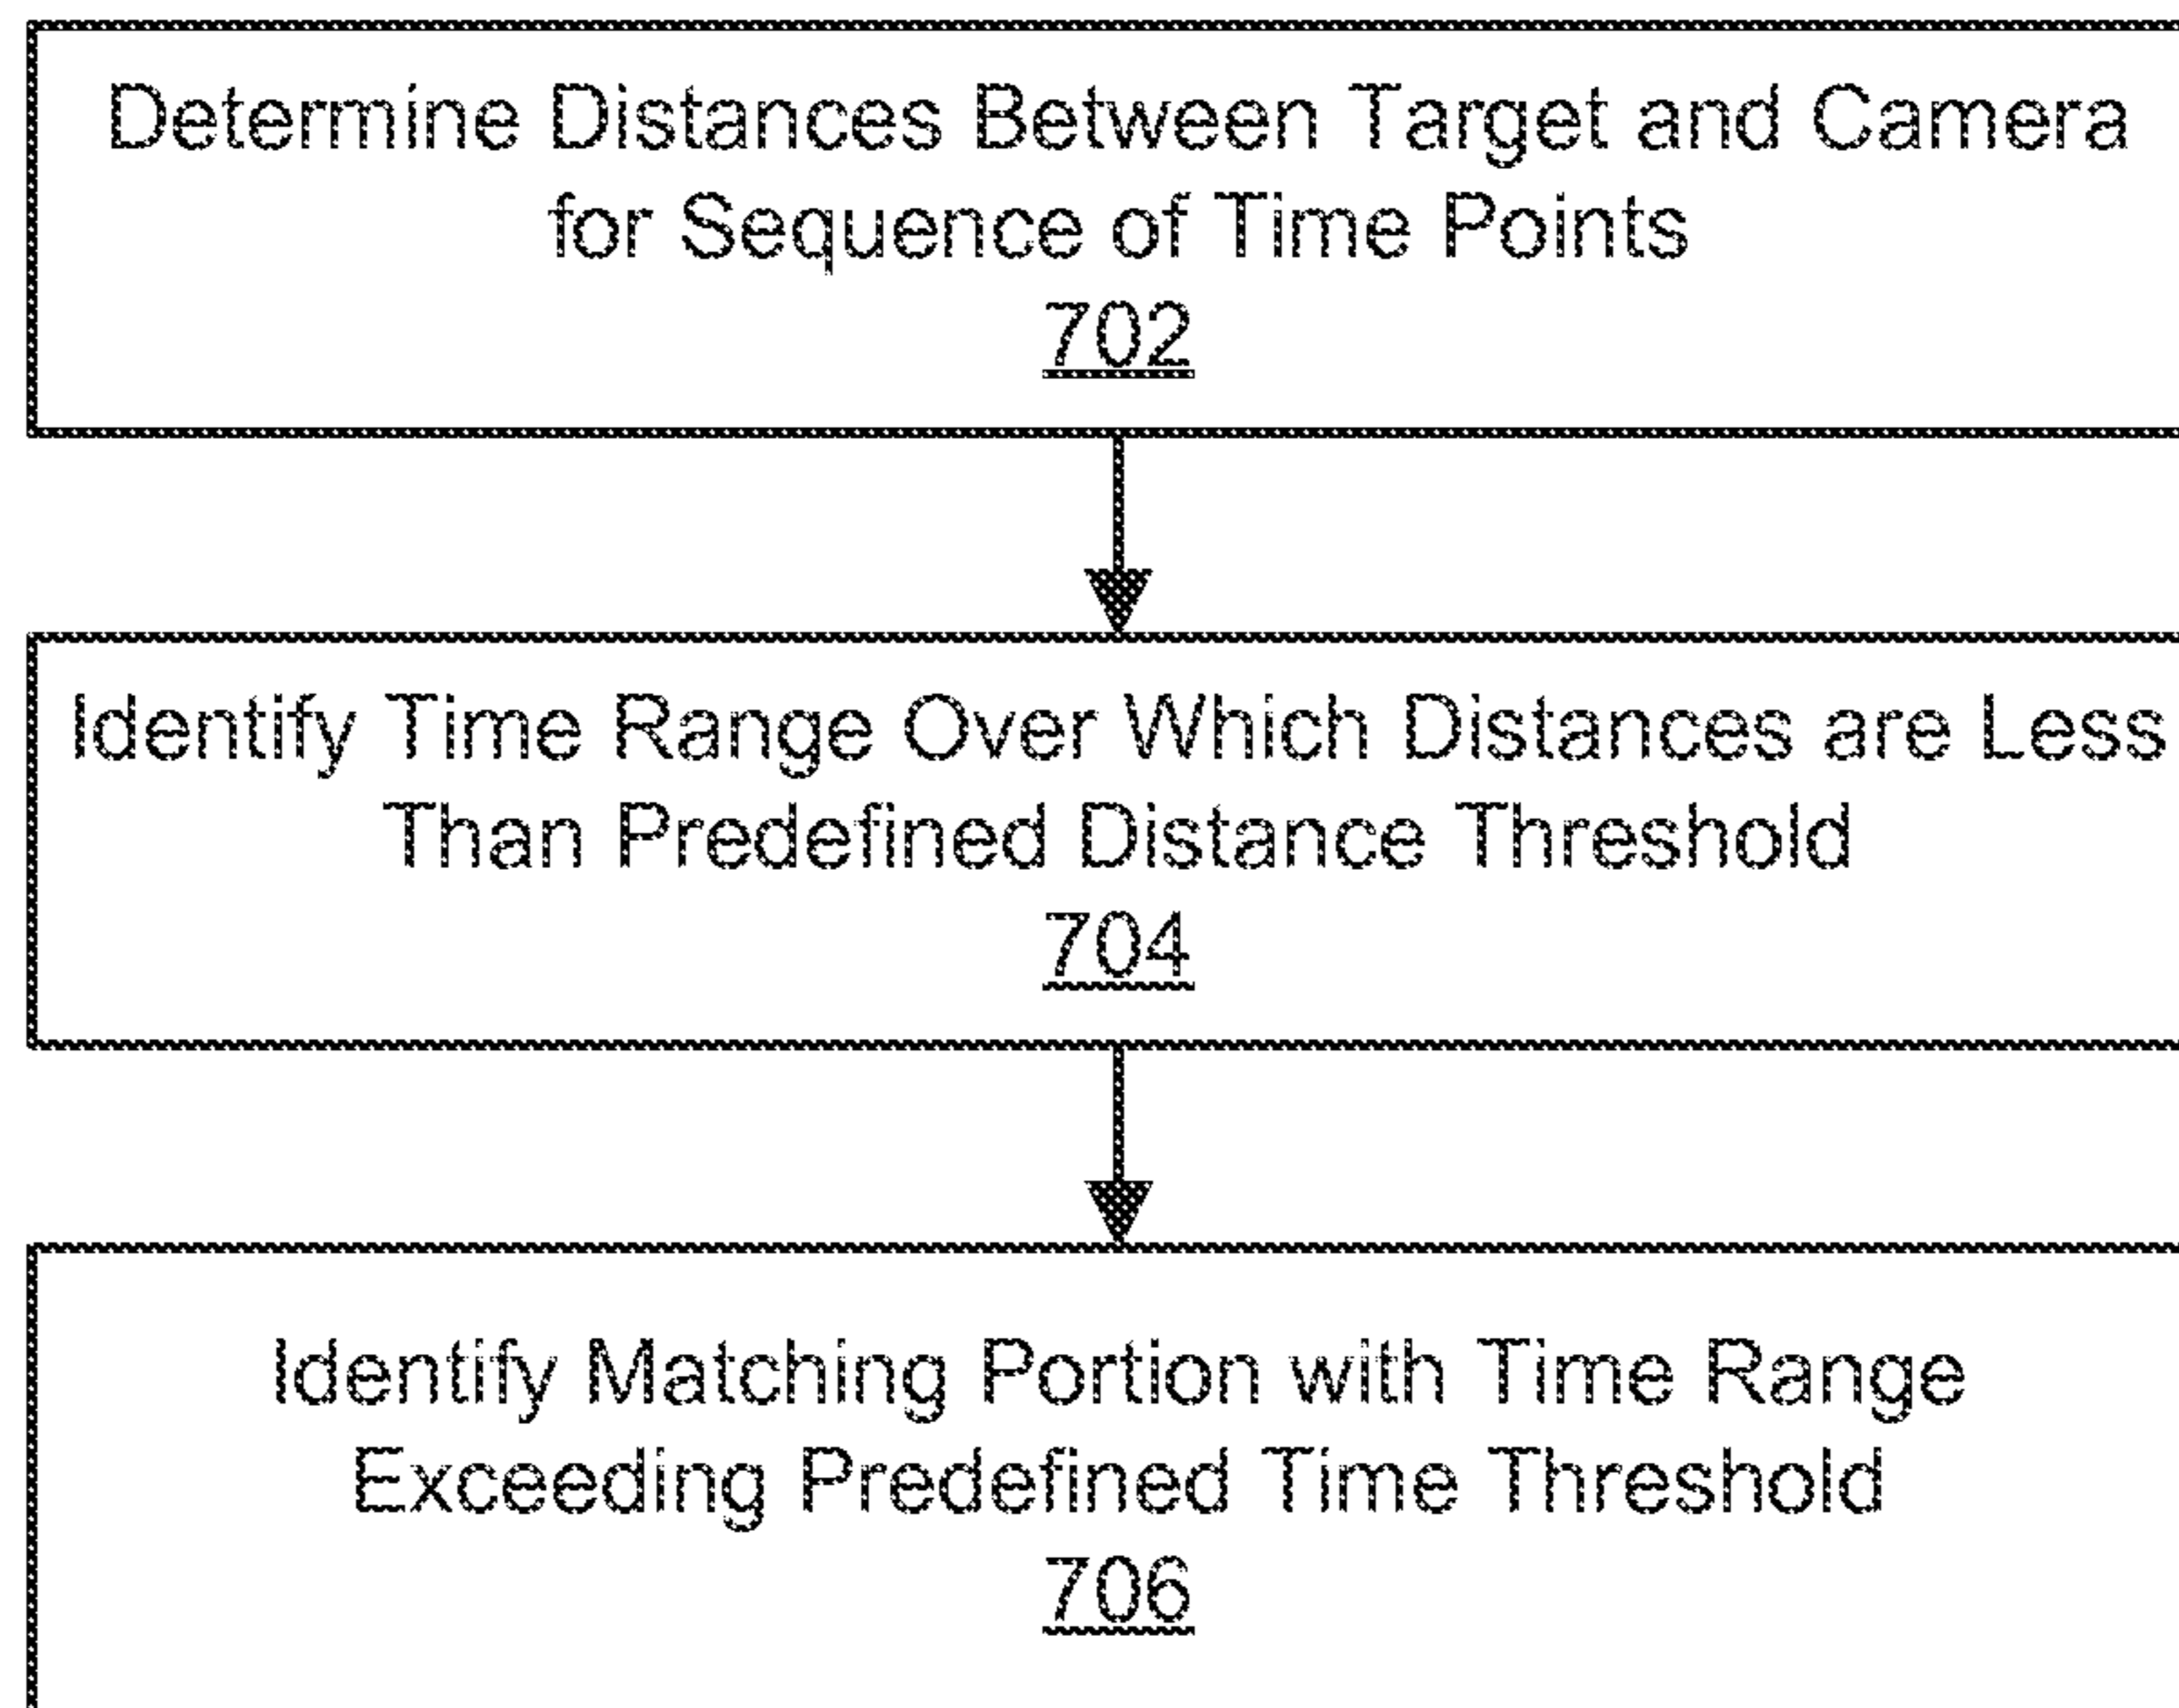 Determine Distances Between Target and Camera
for Sequence of Time Points
702
Identify Time Range Over Which Distances are Less
Than Predefined Distance Threshold
704
Identify Matching Portion with Time Range
Exceeding Predefined Time Threshold
706